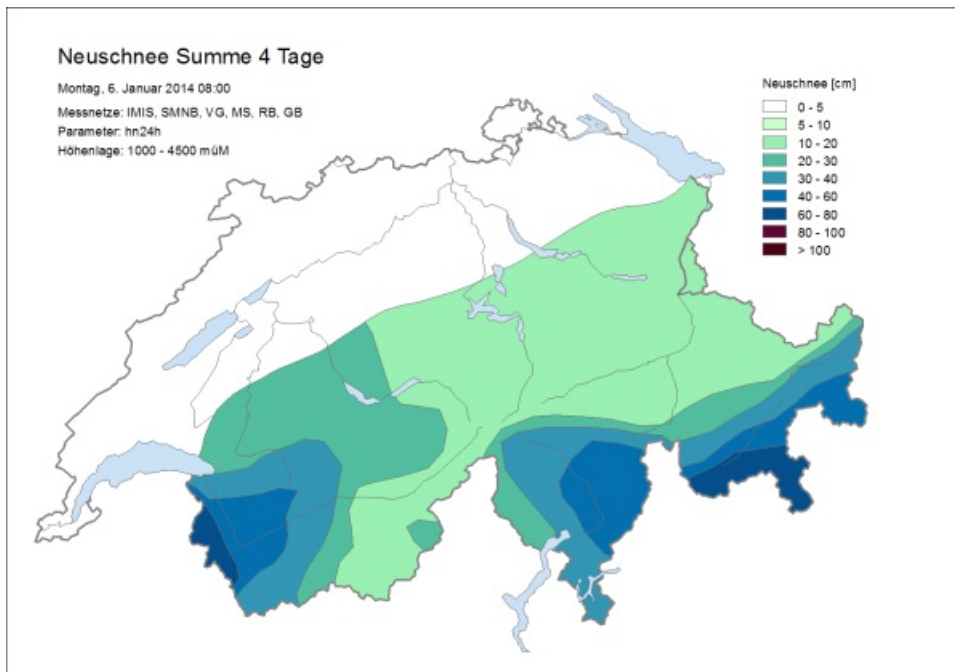 Neuschnee Summe 4 Tage
Montag, 6. Januar 2014 08:00
Messnetze: IMIS, SMNB, VG, MS, RB, GB
Parameter: hn24h
Höhenlage: 1000 - 4500 müM
Neuschnee [cm]
0 - 5
5 - 10
10 - 20
20 - 30
30 - 40
40 - 60
60 - 80
80 - 100
> 100